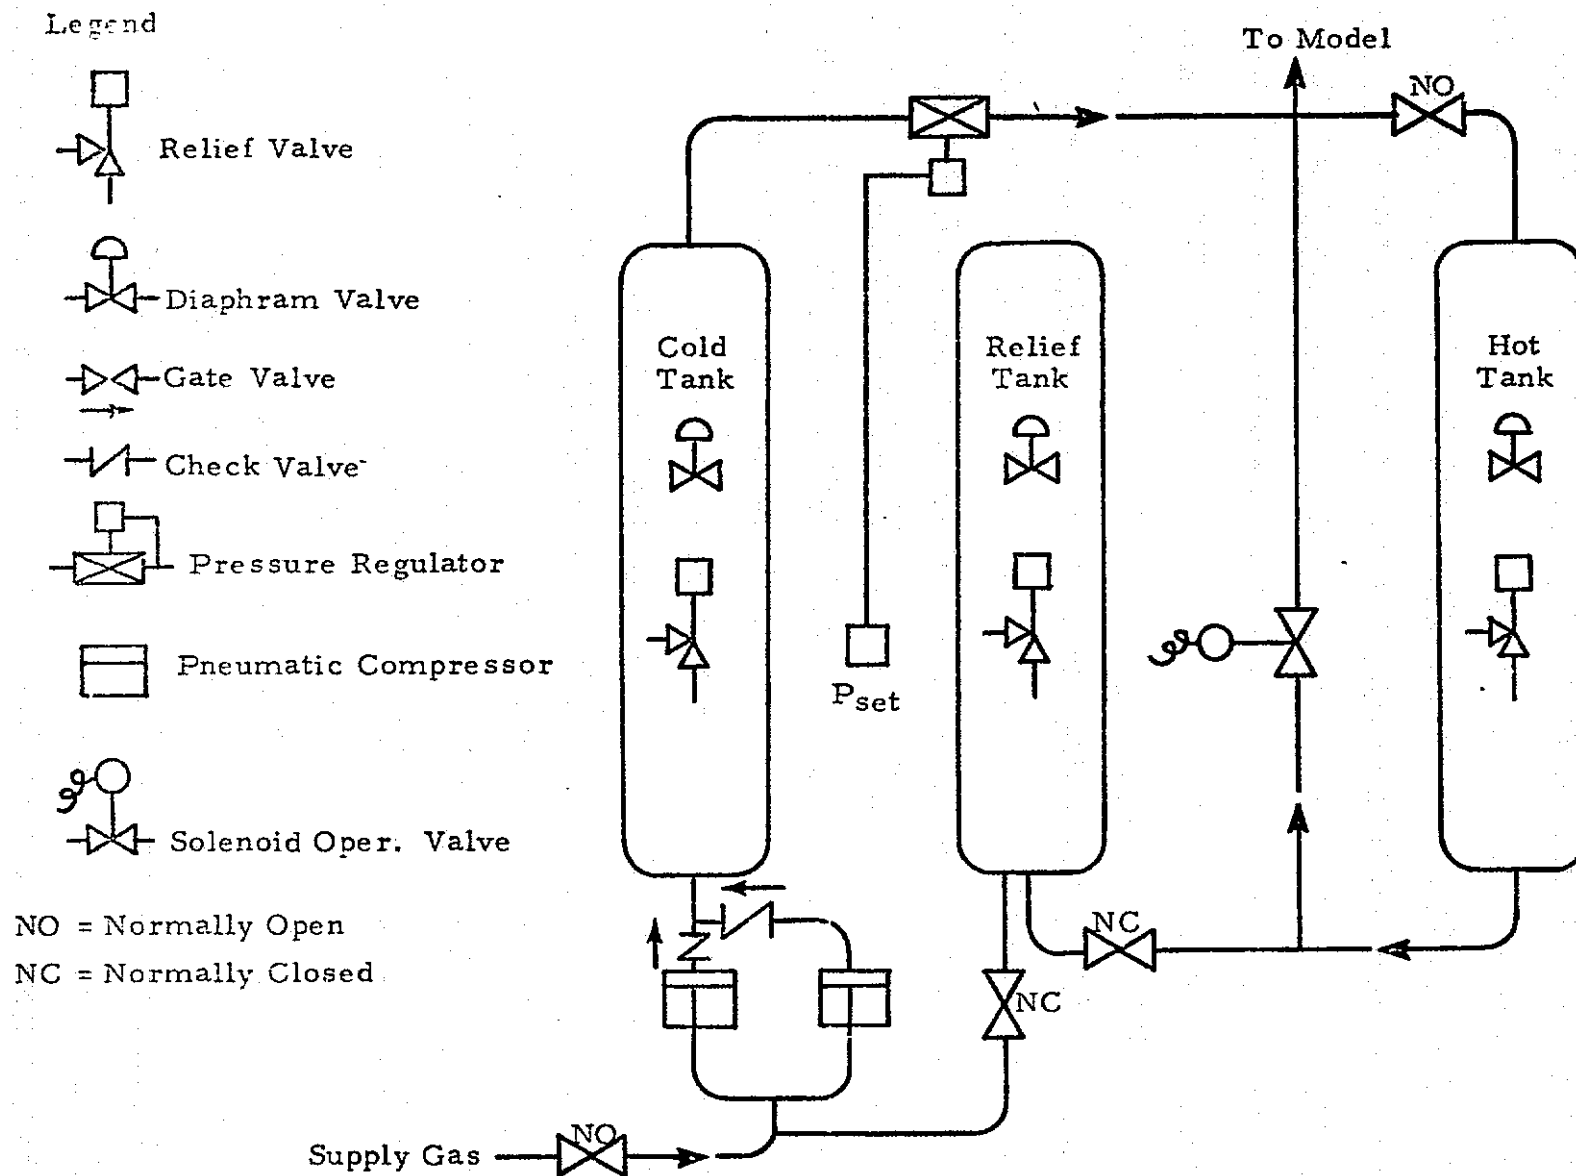 Legend
Relief Valve
Diaphram Valve
Gate Valve
Check Valve
Pressure Regulator
Pneumatic Compressor
Solenoid Oper. Valve
NO = Normally Open
NC = Normally Closed
To Model
NO
Cold
Tank
Relief
Tank
Hot
Tank
Pset
NC
NC
NO
Supply Gas